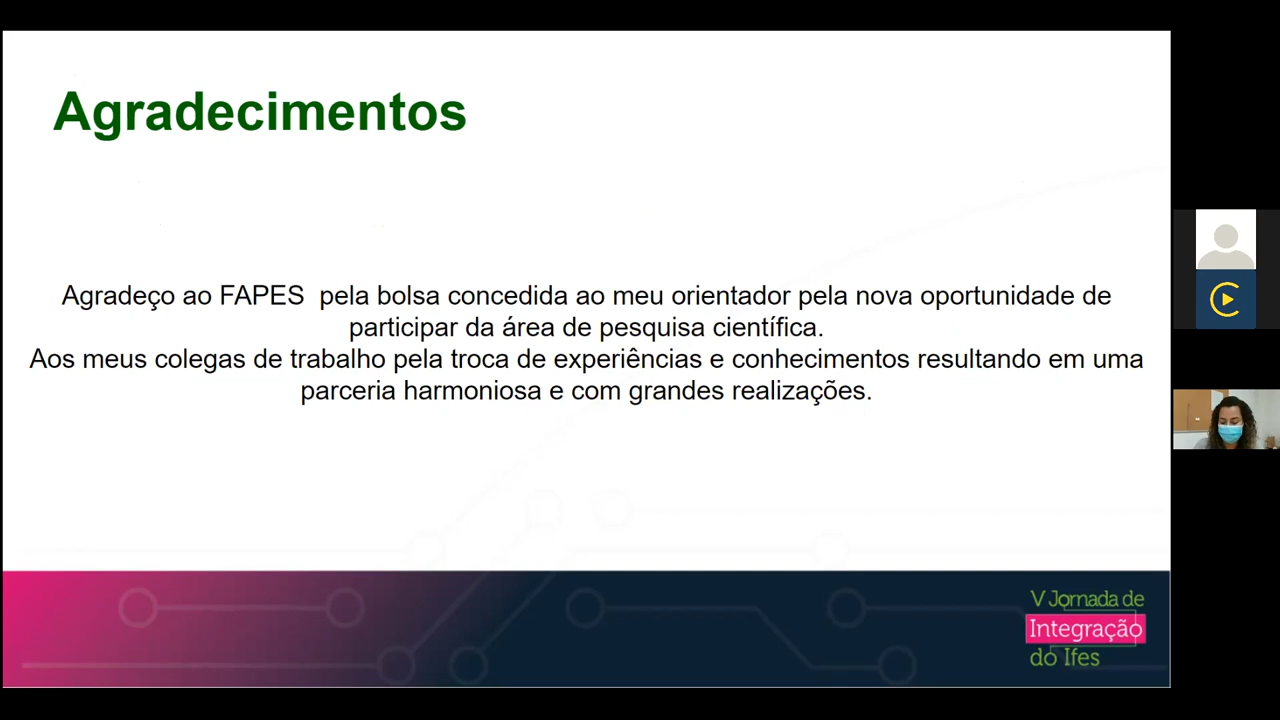 Agradecimentos
Agradeço ao FAPES  pela bolsa concedida ao meu orientador pela nova oportunidade de
participar da área de pesquisa científica.
Aos meus colegas de trabalho pela troca de experiências e conhecimentos resultando em uma
parceria harmoniosa e com grandes realizações.
V Jornada de
Integração
do Ifes